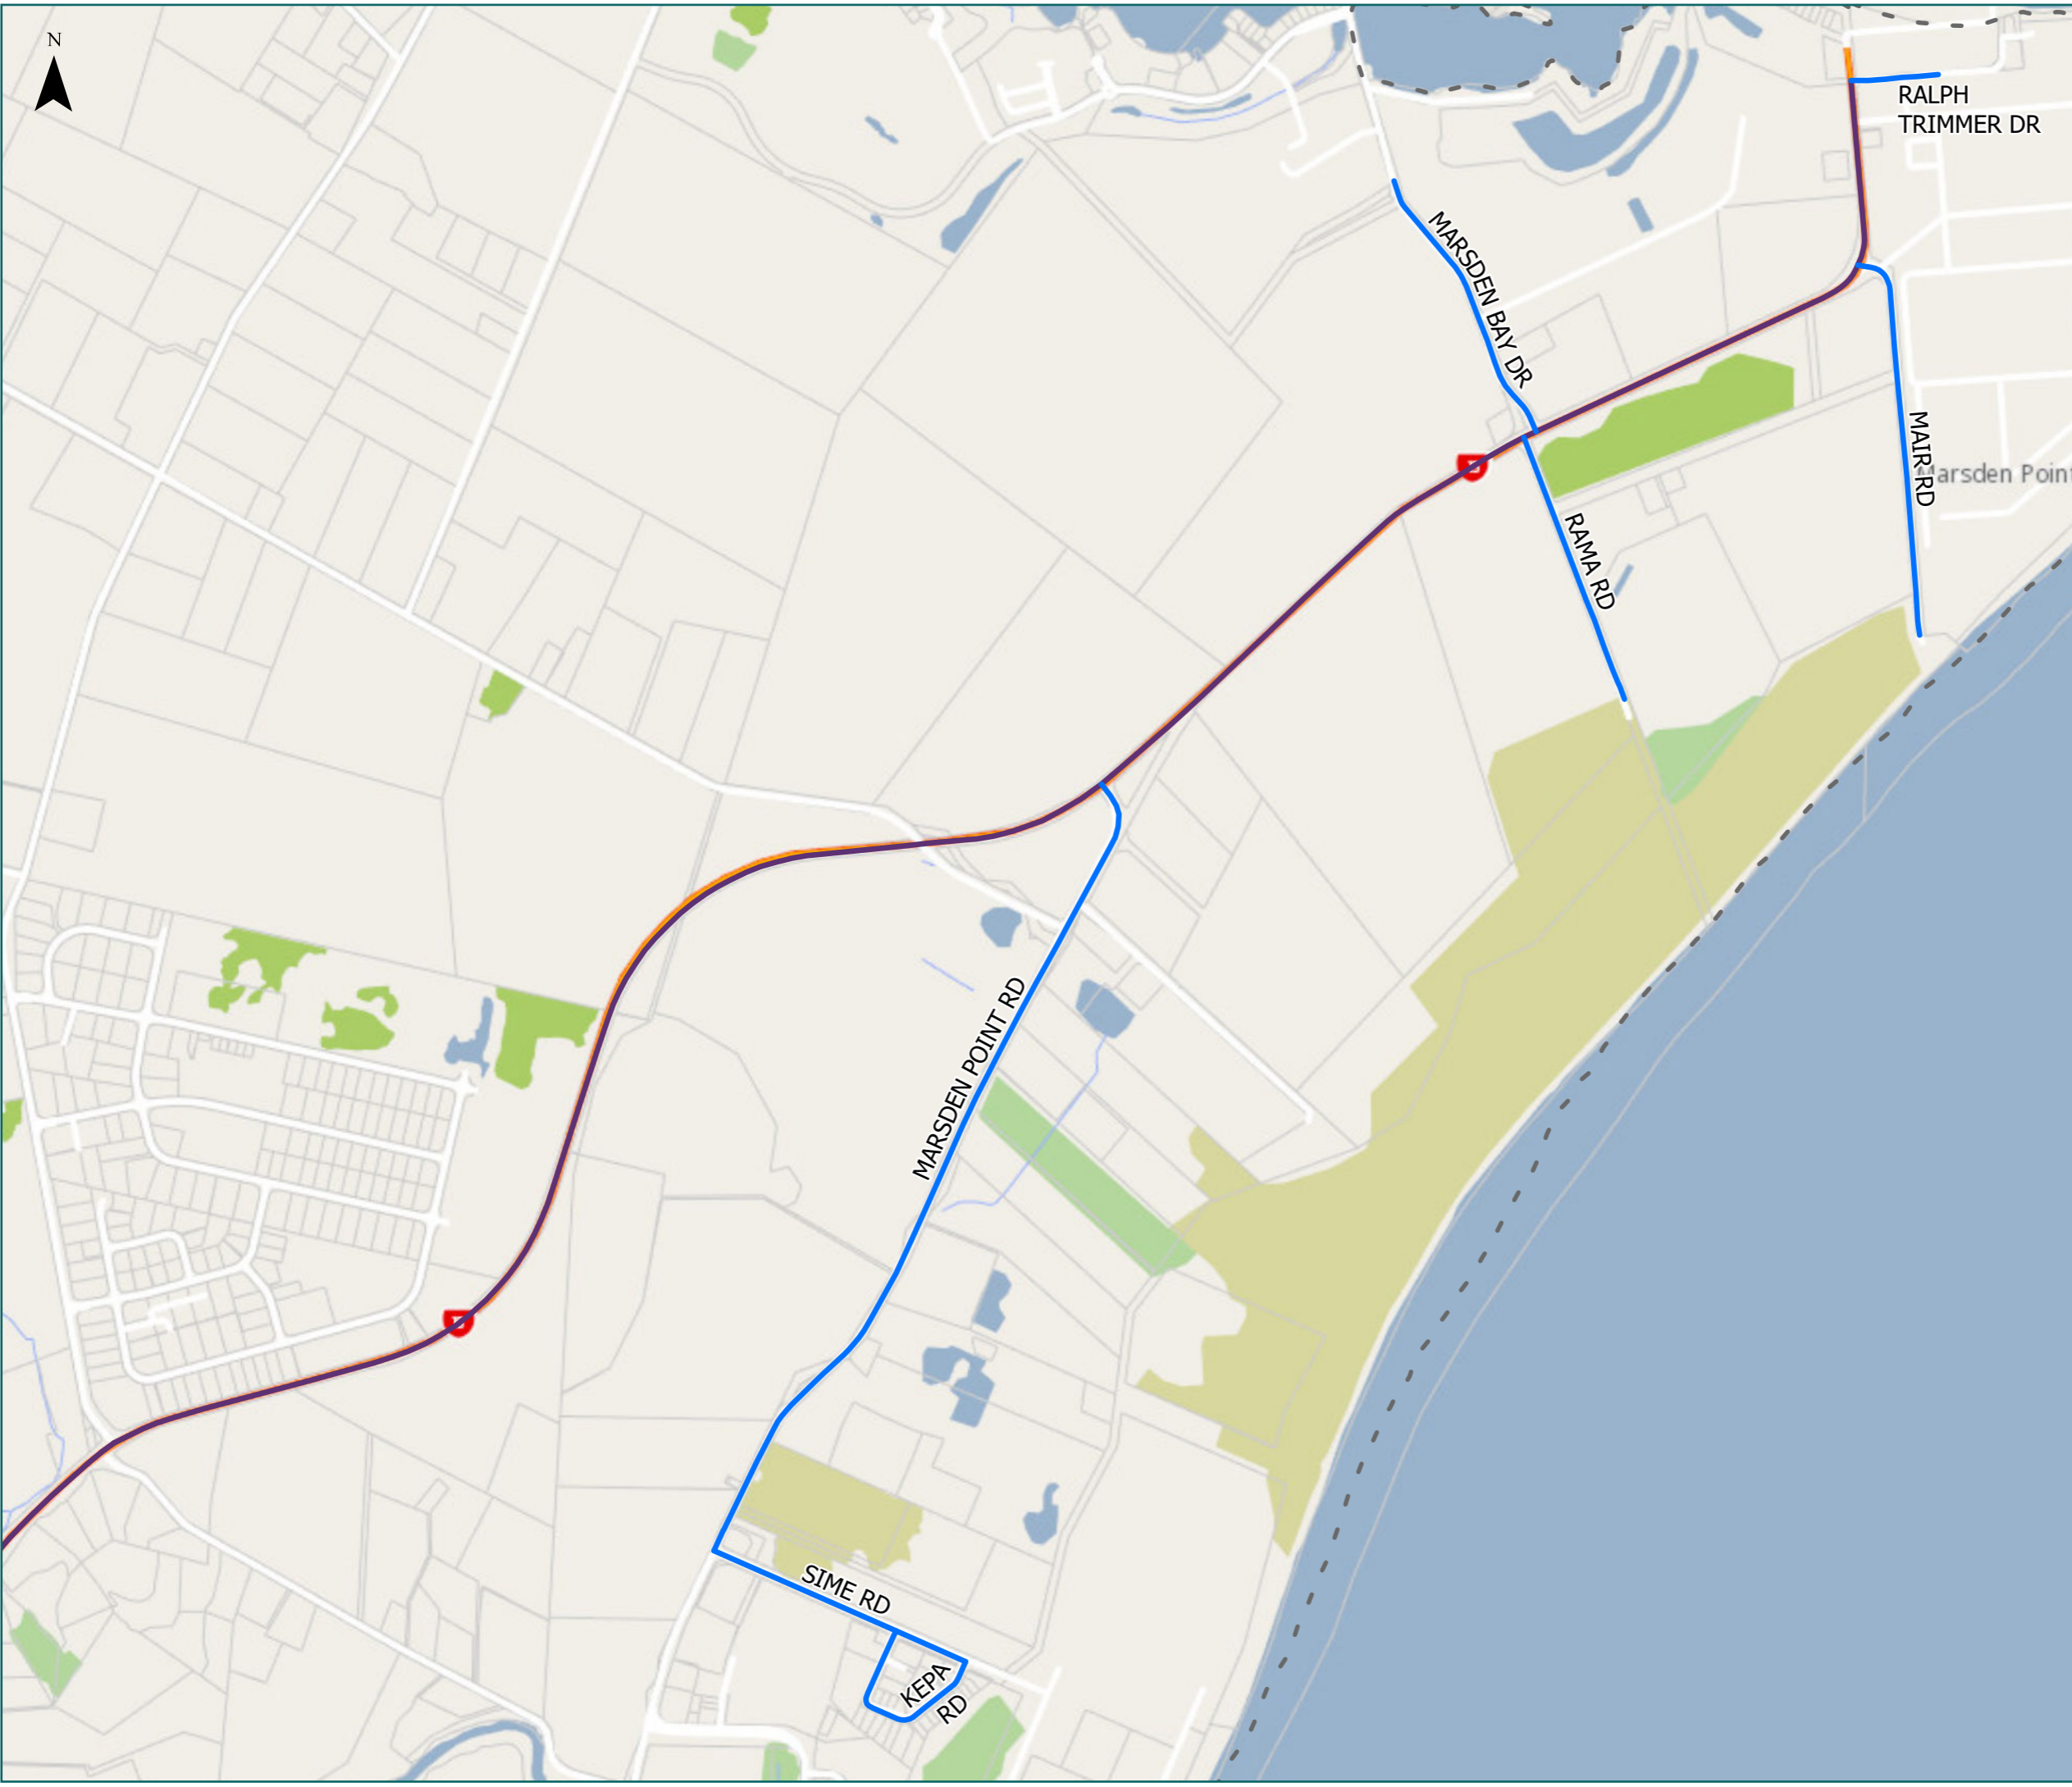 N
RALPH
TRIMMER DR
MARSDEN BAY DR
MAIR RD
Marsden Point
RAMA RD
MARSDEN POINT RD
SIME RD
KEPA
RD